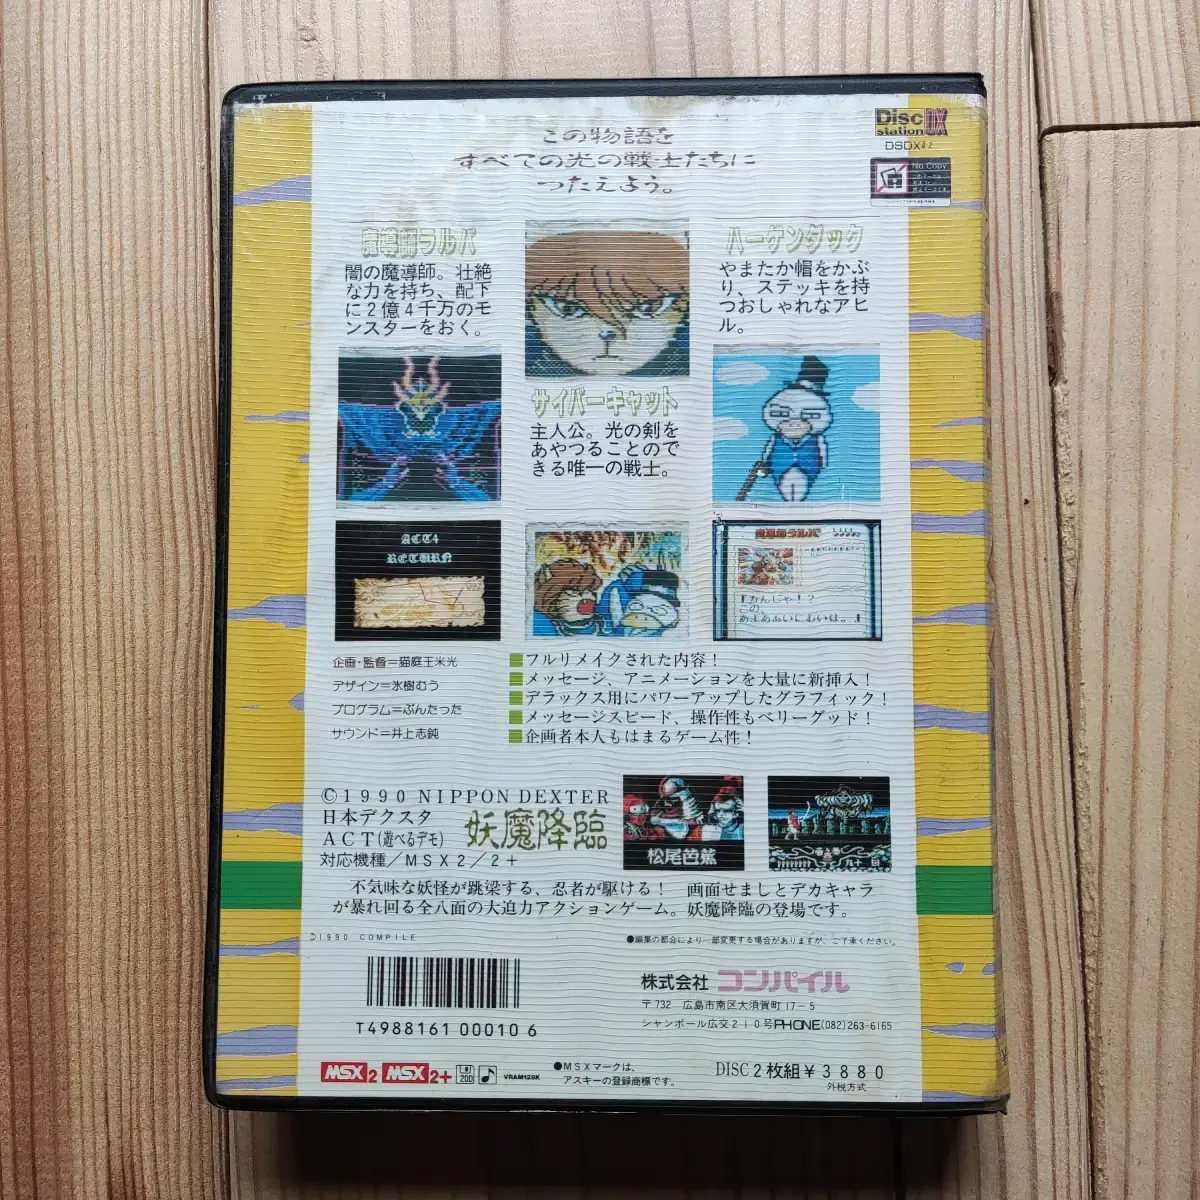 この物語を
すべての光の戦士たちに
つたえよう。
Disc
station DX
DSDX#2
No Copy
魔導師ラルバ
闇の魔導師。壮絶
な力を持ち、配下
に2億4千万のモ
ンスターをおく。
サイバーキャット
主人公。光の剣を
あやつることので
きる唯一の戦士。
ハーゲンダック
やまたか帽をかぶ
り、ステッキを持
つおしゃれなアヒ
ル。
ACT4
RETURN
魔導師ラルバ
企画・監督=猫庭王米光
デザイン=氷樹むう
プログラム=ぷんたった
サウンド=井上志鈍
■フルリメイクされた内容!
■メッセージ、アニメーションを大量に新挿入!
■デラックス用にパワーアップしたグラフィック!
■メッセージスピード、操作性もベリーグッド!
■企画者本人もはまるゲーム性!
©1990 NIPPON DEXTER
日本デクスタ
ACT(遊べるデモ)
妖魔降臨
対応機種/MSX2/2+
松尾芭蕉
不気味な妖怪が跳梁する、忍者が駆ける! 画面せましとデカキャラ
が暴れ回る全八面の大迫力アクションゲーム。妖魔降臨の登場です。
©1990 COMPILE
●編集の都合により一部変更する場合がありますが、ご了承ください。
株式会社 コンパイル
〒732 広島市南区大須賀町17-5
シャンボール広交210号PHONE(082)263-6165
T4988161 00010 6
MSX 2 MSX 2+
VRAM128K
●MSXマークは、
アスキーの登録商標です。
DISC2枚組¥3880
外税方式